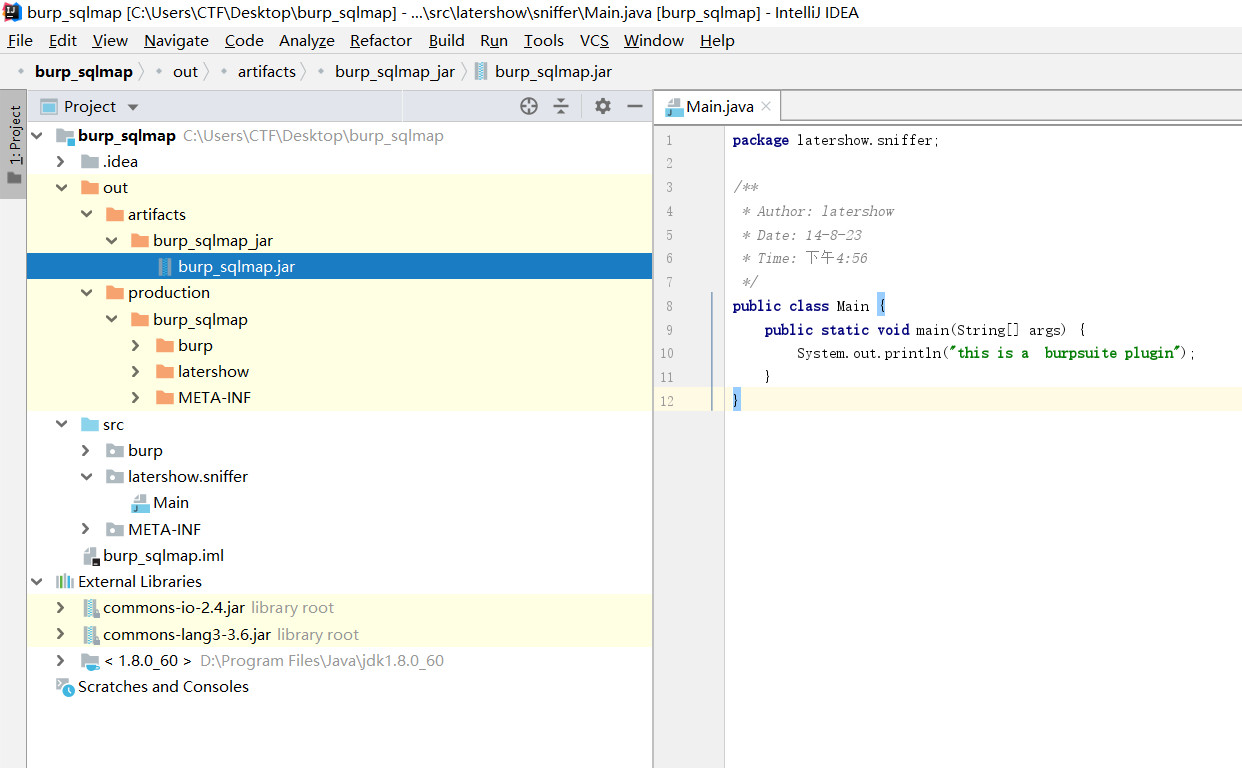 burp_sqlmap [C:\Users\CTF\Desktop\burp_sqlmap] - ...\src\latershow\sniffer\Main.java [burp_sqlmap] - IntelliJ IDEA
File Edit View Navigate Code Analyze Refactor Build Run Tools VCS Window Help
burp_sqlmap out artifacts burp_sqlmap_jar burp_sqlmap.jar
1: Project
Project
burp_sqlmap C:\Users\CTF\Desktop\burp_sqlmap
.idea
out
artifacts
burp_sqlmap_jar
burp_sqlmap.jar
production
burp_sqlmap
burp
latershow
META-INF
src
burp
latershow.sniffer
Main
META-INF
burp_sqlmap.iml
External Libraries
commons-io-2.4.jar library root
commons-lang3-3.6.jar library root
< 1.8.0_60 > D:\Program Files\Java\jdk1.8.0_60
Scratches and Consoles
Main.java
1 package latershow.sniffer;
2
3 /**
4 * Author: latershow
5 * Date: 14-8-23
6 * Time: 下午4:56
7 */
8 public class Main {
9 public static void main(String[] args) {
10 System.out.println("this is a burpsuite plugin");
11 }
12 }